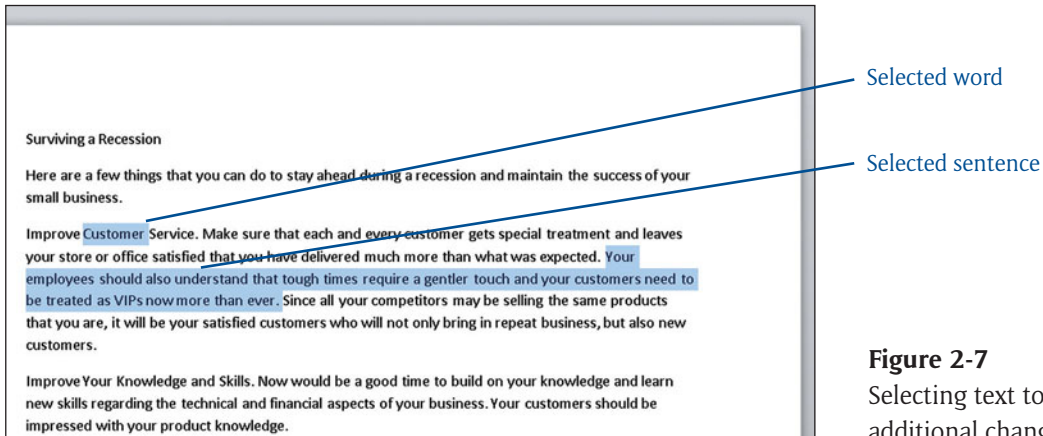 Selected word
Selected sentence
Surviving a Recession
Here are a few things that you can do to stay ahead during a recession and maintain the success of your
small business.
Improve Customer Service. Make sure that each and every customer gets special treatment and leaves
your store or office satisfied that you have delivered much more than what was expected. Your
employees should also understand that tough times require a gentler touch and your customers need to
be treated as VIPs now more than ever. Since all your competitors may be selling the same products
that you are, it will be your satisfied customers who will not only bring in repeat business, but also new
customers.
Improve Your Knowledge and Skills. Now would be a good time to build on your knowledge and learn
new skills regarding the technical and financial aspects of your business. Your customers should be
impressed with your product knowledge.
Figure 2-7
Selecting text to
additional chang